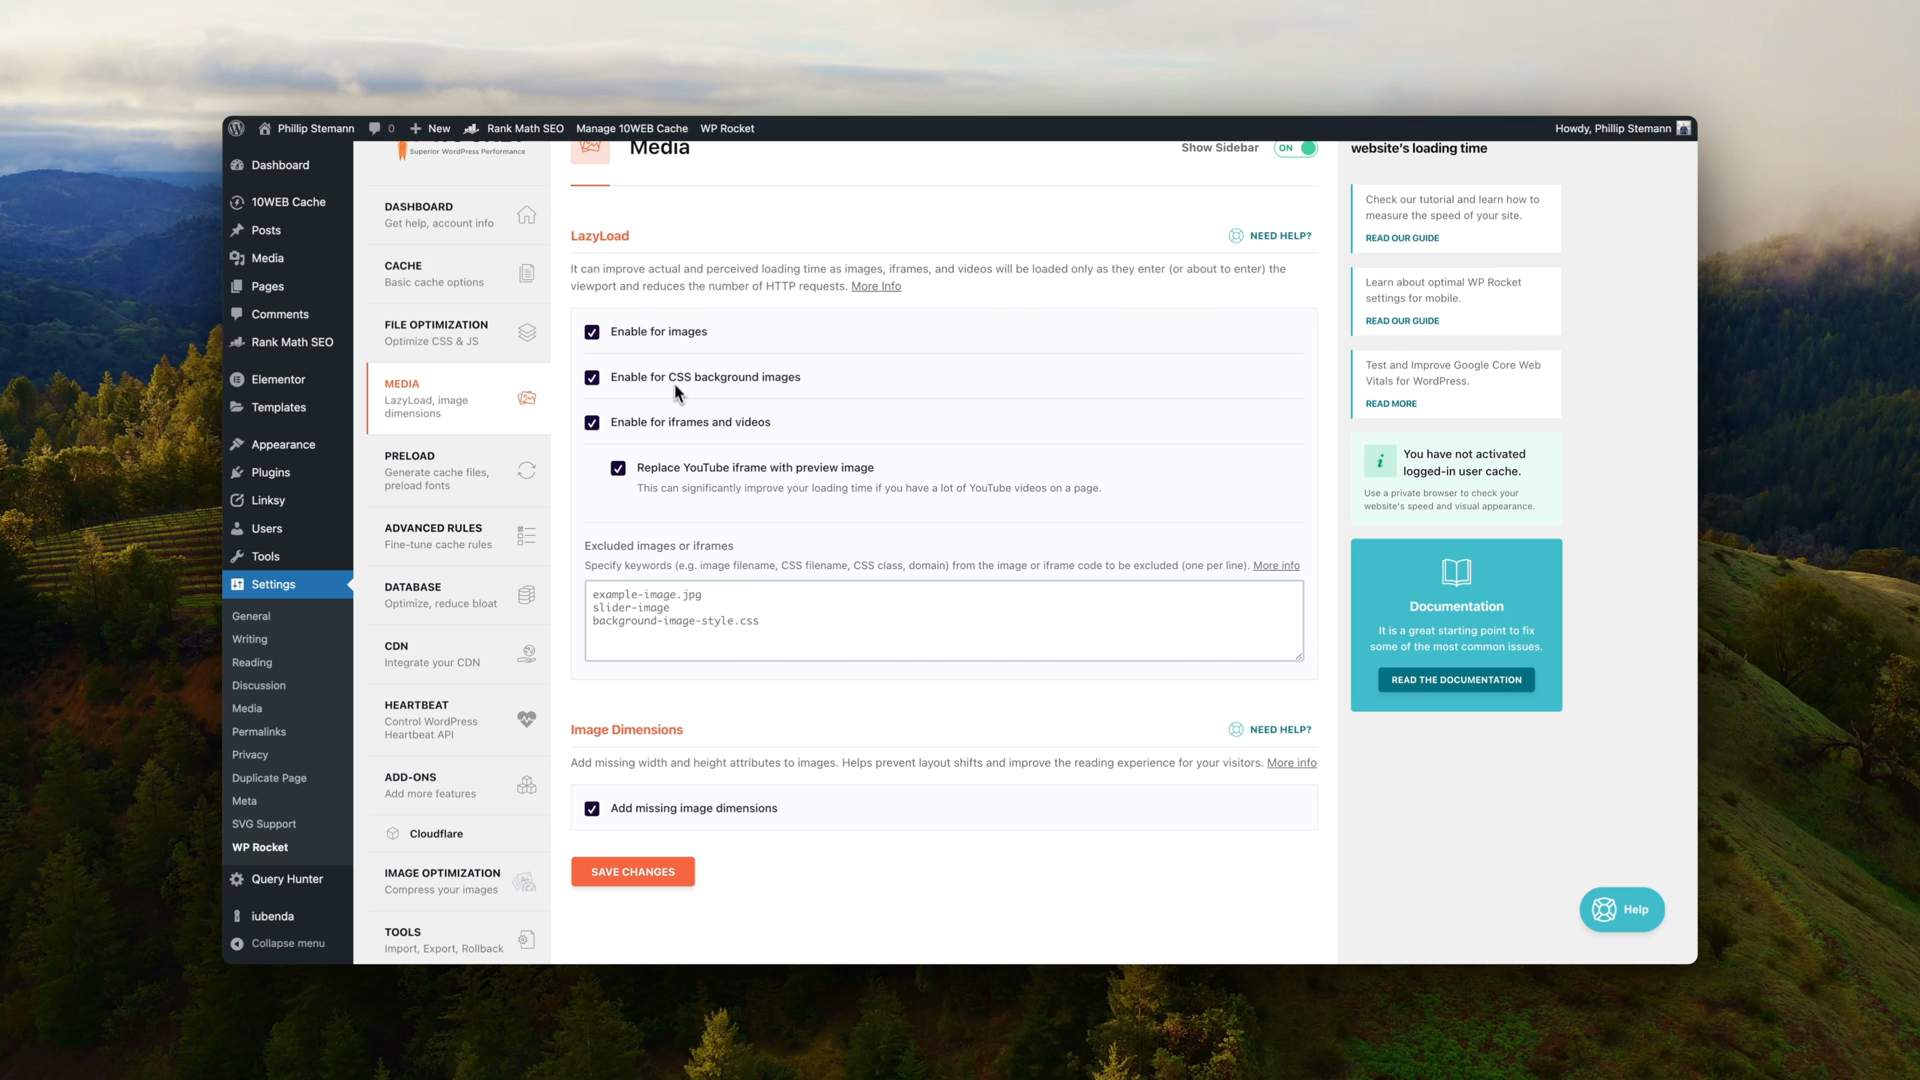 Phillip Stemann
0
New
Rank Math SEO
Manage 10WEB Cache
WP Rocket
Howdy, Phillip Stemann
Dashboard
10WEB Cache
Posts
Media
Pages
Comments
Rank Math SEO
Elementor
Templates
Appearance
Plugins
Linksy
Users
Tools
Settings
General
Writing
Reading
Discussion
Media
Permalinks
Privacy
Duplicate Page
Meta
SVG Support
WP Rocket
Query Hunter
iubenda
Collapse menu
Superior WordPress Performance
DASHBOARD
Get help, account info
CACHE
Basic cache options
FILE OPTIMIZATION
Optimize CSS & JS
MEDIA
LazyLoad, image
dimensions
PRELOAD
Generate cache files,
preload fonts
ADVANCED RULES
Fine-tune cache rules
DATABASE
Optimize, reduce bloat
CDN
Integrate your CDN
HEARTBEAT
Control WordPress
Heartbeat API
ADD-ONS
Add more features
Cloudflare
IMAGE OPTIMIZATION
Compress your images
TOOLS
Import, Export, Rollback
Media
Show Sidebar
ON
LazyLoad
NEED HELP?
It can improve actual and perceived loading time as images, iframes, and videos will be loaded only as they enter (or about to enter) the
viewport and reduces the number of HTTP requests. More Info
Enable for images
Enable for CSS background images
Enable for iframes and videos
Replace YouTube iframe with preview image
This can significantly improve your loading time if you have a lot of YouTube videos on a page.
Excluded images or iframes
Specify keywords (e.g. image filename, CSS filename, CSS class, domain) from the image or iframe code to be excluded (one per line). More info
example-image.jpg
slider-image
background-image-style.css
Image Dimensions
NEED HELP?
Add missing width and height attributes to images. Helps prevent layout shifts and improve the reading experience for your visitors. More info
Add missing image dimensions
SAVE CHANGES
website's loading time
Check our tutorial and learn how to
measure the speed of your site.
READ OUR GUIDE
Learn about optimal WP Rocket
settings for mobile.
READ OUR GUIDE
Test and Improve Google Core Web
Vitals for WordPress.
READ MORE
You have not activated
logged-in user cache.
Use a private browser to check your
website's speed and visual appearance.
Documentation
It is a great starting point to fix
some of the most common issues.
READ THE DOCUMENTATION
Help